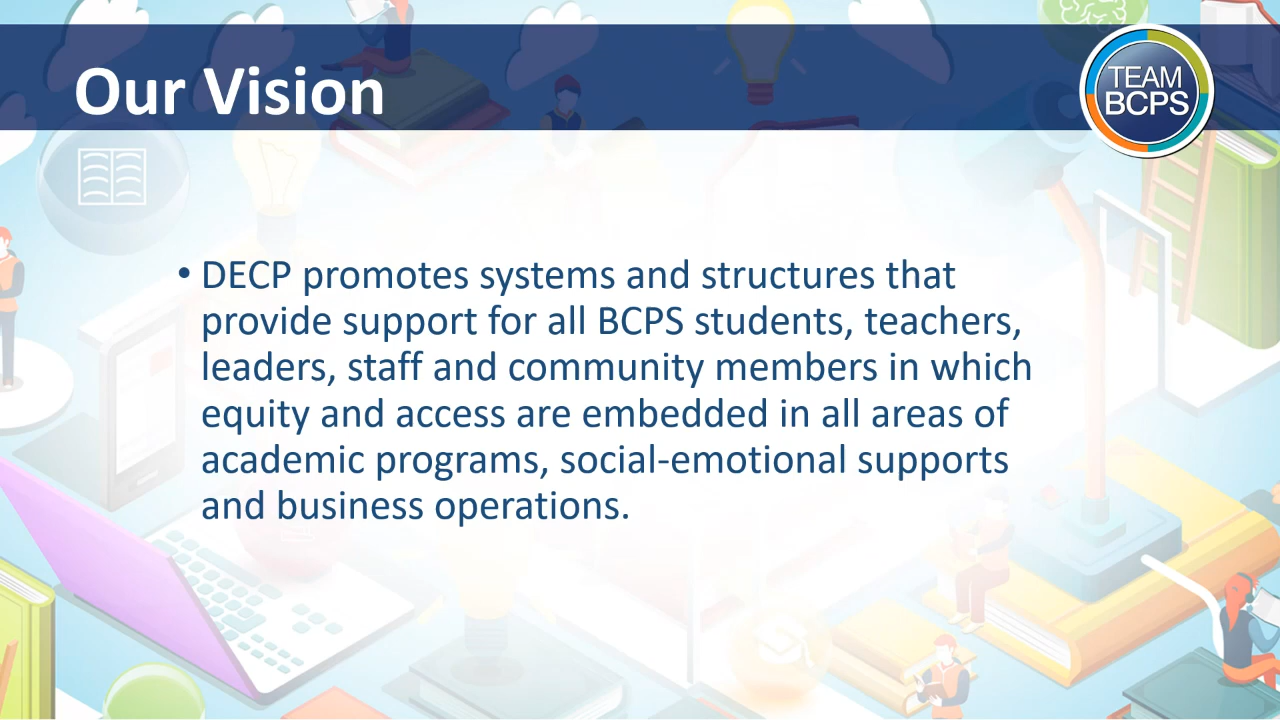 Our Vision
TEAM
BCPS
• DECP promotes systems and structures that
provide support for all BCPS students, teachers,
leaders, staff and community members in which
equity and access are embedded in all areas of
academic programs, social-emotional supports
and business operations.